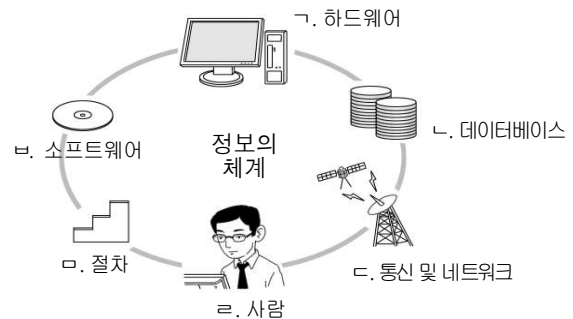 ㄱ. 하드웨어
ㄴ. 데이터베이스
ㅂ. 소프트웨어
정보의
체계
ㅁ. 절차
ㄷ. 통신 및 네트워크
ㄹ. 사람